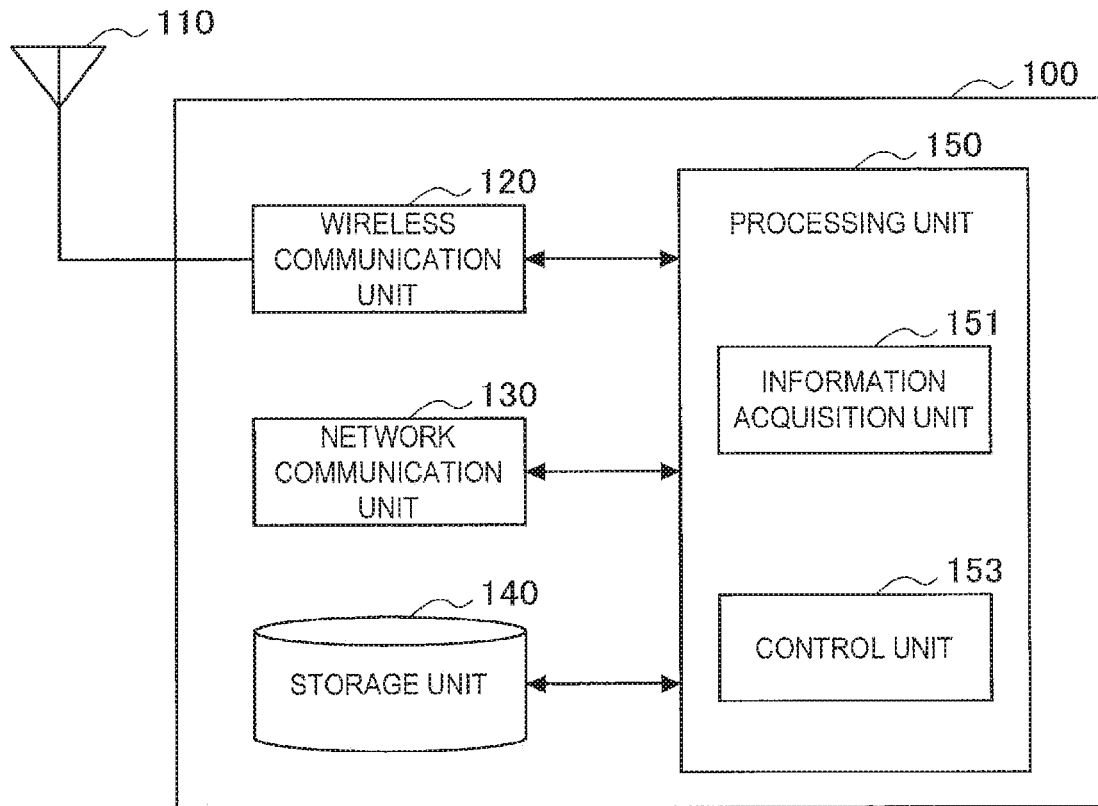 110
100
120
WIRELESS
COMMUNICATION
UNIT
130
NETWORK
COMMUNICATION
UNIT
140
STORAGE UNIT
150
PROCESSING UNIT
151
INFORMATION
ACQUISITION UNIT
153
CONTROL UNIT